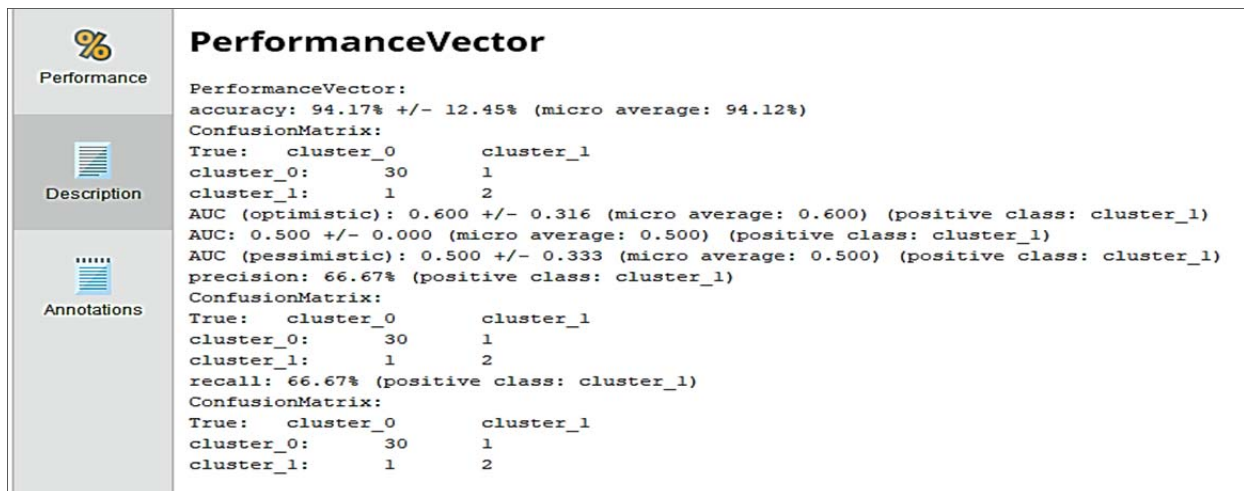 Performance
Description
Annotations
PerformanceVector
PerformanceVector:
accuracy: 94.17% +/- 12.45% (micro average: 94.12%)
ConfusionMatrix:
True: cluster_0 cluster_1
cluster_0: 30 1
cluster_1: 1 2
AUC (optimistic): 0.600 +/- 0.316 (micro average: 0.600) (positive class: cluster_1)
AUC: 0.500 +/- 0.000 (micro average: 0.500) (positive class: cluster_1)
AUC (pessimistic): 0.500 +/- 0.333 (micro average: 0.500) (positive class: cluster_1)
precision: 66.67% (positive class: cluster_1)
ConfusionMatrix:
True: cluster_0 cluster_1
cluster_0: 30 1
cluster_1: 1 2
recall: 66.67% (positive class: cluster_1)
ConfusionMatrix:
True: cluster_0 cluster_1
cluster_0: 30 1
cluster_1: 1 2